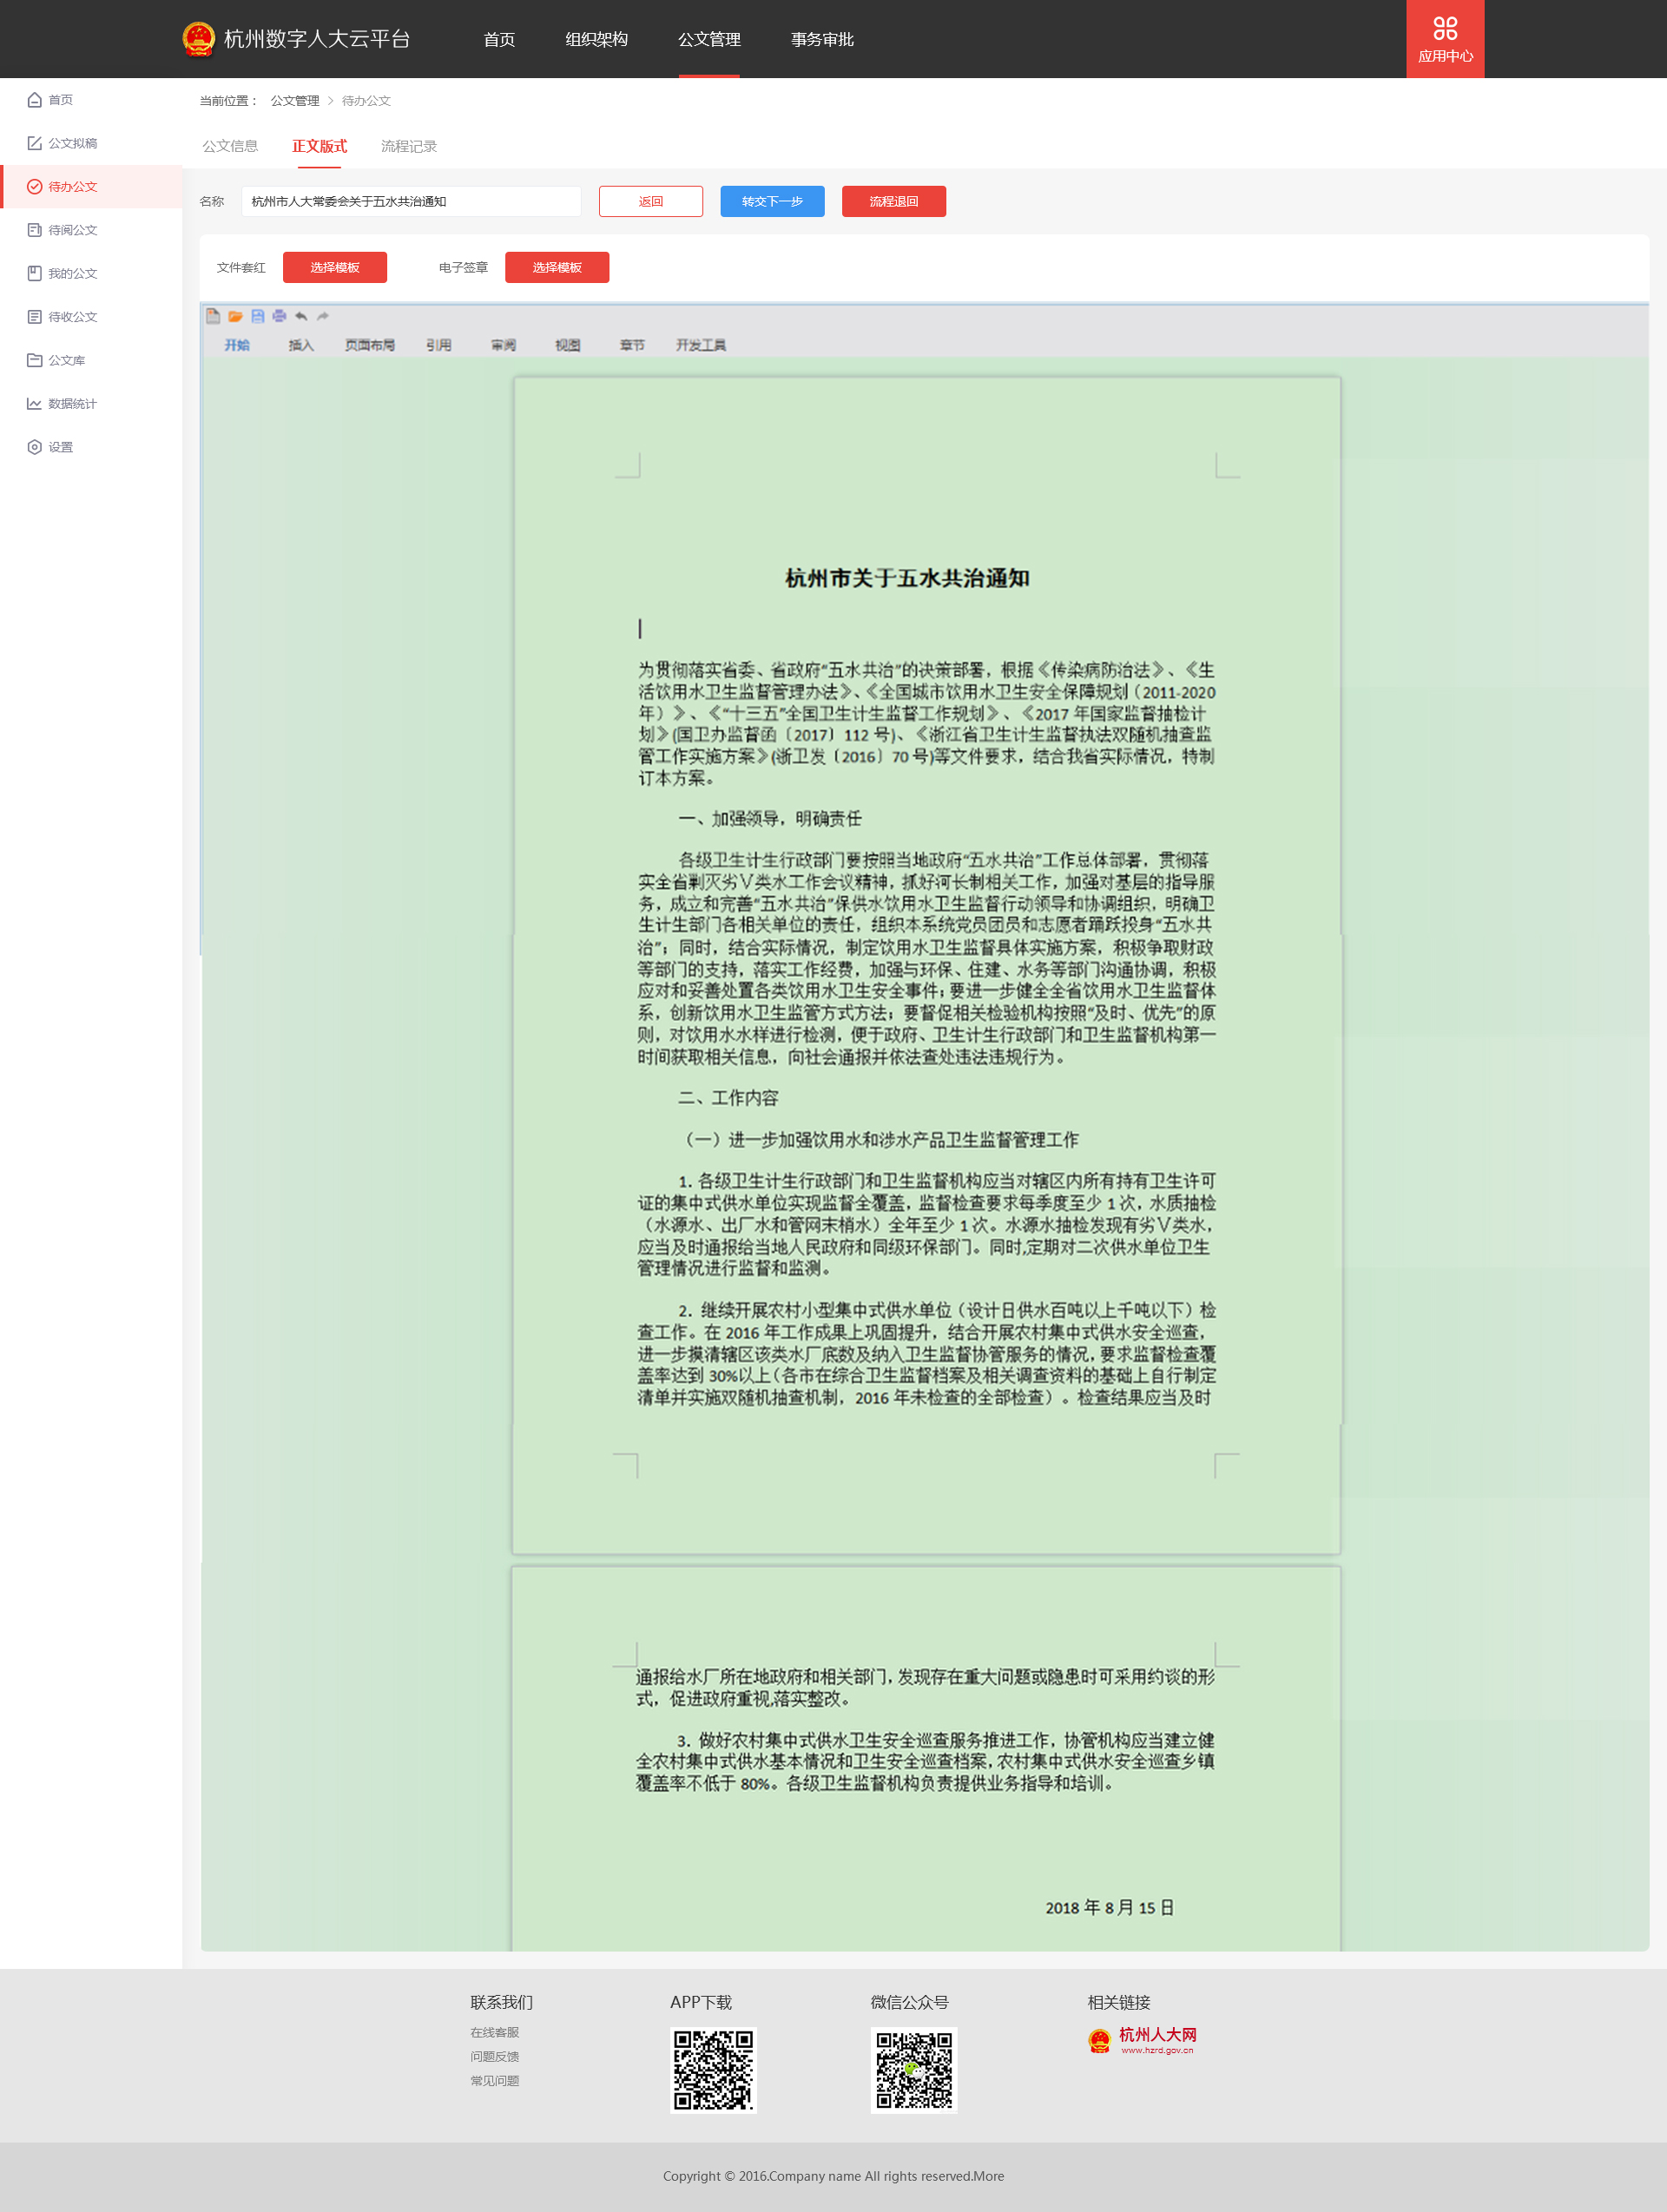 杭州数字人大云平台
首页 组织架构 公文管理 事务审批
应用中心
首页
公文拟稿
待办公文
待阅公文
我的公文
待收公文
公文库
数据统计
设置
当前位置： 公文管理 > 待办公文
公文信息 正文版式 流程记录
名称 杭州市人大常委会关于五水共治通知 返回 转交下一步 流程退回
文件套红 选择模板 电子签章 选择模板
开始 插入 页面布局 引用 审阅 视图 章节 开发工具
杭州市关于五水共治通知
为贯彻落实省委、省政府“五水共治”的决策部署，根据《传染病防治法》、《生
活饮用水卫生监督管理办法》、《全国城市饮用水卫生安全保障规划（2011-2020
年）》、《“十三五”全国卫生计生监督工作规划》、《2017 年国家监督抽检计
划》(国卫办监督函〔2017〕112 号)、《浙江省卫生计生监督执法双随机抽查监
管工作实施方案》(浙卫发〔2016〕70 号)等文件要求，结合我省实际情况，特制
订本方案。
一、加强领导，明确责任
各级卫生计生行政部门要按照当地政府“五水共治”工作总体部署，贯彻落
实全省剿灭劣Ⅴ类水工作会议精神，抓好河长制相关工作，加强对基层的指导服
务，成立和完善“五水共治”保供水饮用水卫生监督行动领导和协调组织，明确卫
生计生部门各相关单位的责任，组织本系统党员团员和志愿者踊跃投身“五水共
治”；同时，结合实际情况，制定饮用水卫生监督具体实施方案，积极争取财政
等部门的支持，落实工作经费，加强与环保、住建、水务等部门沟通协调，积极
应对和妥善处置各类饮用水卫生安全事件；要进一步健全全省饮用水卫生监督体
系，创新饮用水卫生监管方式方法；要督促相关检验机构按照“及时、优先”的原
则，对饮用水水样进行检测，便于政府、卫生计生行政部门和卫生监督机构第一
时间获取相关信息，向社会通报并依法查处违法违规行为。
二、工作内容
（一）进一步加强饮用水和涉水产品卫生监督管理工作
1. 各级卫生计生行政部门和卫生监督机构应当对辖区内所有持有卫生许可
证的集中式供水单位实现监督全覆盖，监督检查要求每季度至少 1 次，水质抽检
（水源水、出厂水和管网末梢水）全年至少 1 次。水源水抽检发现有劣Ⅴ类水，
应当及时通报给当地人民政府和同级环保部门。同时,定期对二次供水单位卫生
管理情况进行监督和监测。
2. 继续开展农村小型集中式供水单位（设计日供水百吨以上千吨以下）检
查工作。在 2016 年工作成果上巩固提升，结合开展农村集中式供水安全巡查，
进一步摸清辖区该类水厂底数及纳入卫生监督协管服务的情况，要求监督检查覆
盖率达到 30%以上(各市在综合卫生监督档案及相关调查资料的基础上自行制定
清单并实施双随机抽查机制，2016 年未检查的全部检查）。检查结果应当及时
通报给水厂所在地政府和相关部门，发现存在重大问题或隐患时可采用约谈的形
式，促进政府重视,落实整改。
3. 做好农村集中式供水卫生安全巡查服务推进工作，协管机构应当建立健
全农村集中式供水基本情况和卫生安全巡查档案，农村集中式供水安全巡查乡镇
覆盖率不低于 80%。各级卫生监督机构负责提供业务指导和培训。
2018 年 8 月 15 日
联系我们 APP下载 微信公众号 相关链接
在线客服
问题反馈
常见问题
杭州人大网
www.hzrd.gov.cn
Copyright © 2016.Company name All rights reserved.More